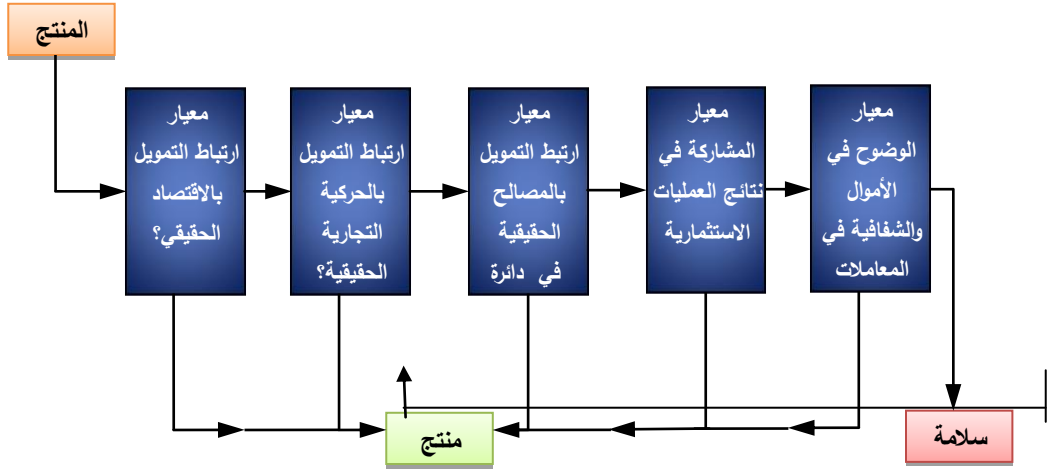 المنتج
معيار
ارتباط التمويل
بالاقتصاد
الحقيقي؟
معيار
ارتباط التمويل
بالحركية
التجارية
الحقيقية؟
معيار
ارتبط التمويل
بالمصالح
الحقيقية
في دائرة
معيار
المشاركة في
نتائج العمليات
الاستثمارية
معيار
الوضوح في
الأموال
والشفافية في
المعاملات
منتج
سلامة